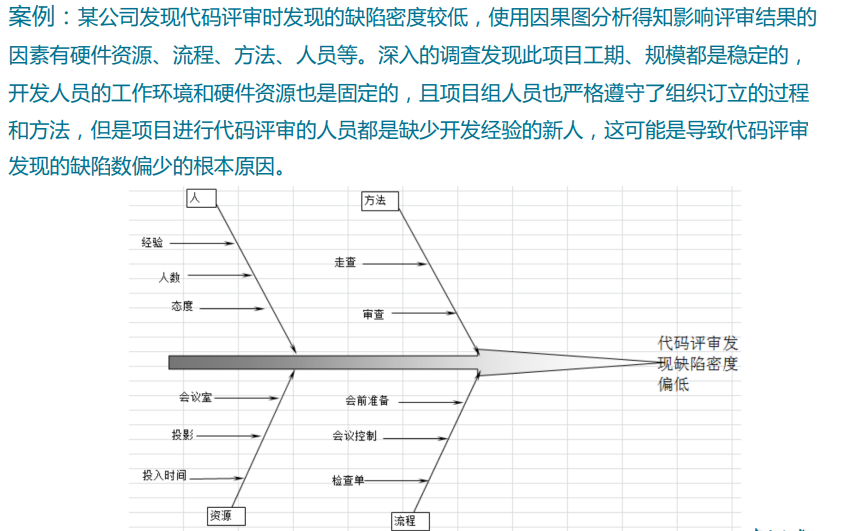 案例：某公司发现代码评审时发现的缺陷密度较低，使用因果图分析得知影响评审结果的
因素有硬件资源、流程、方法、人员等。深入的调查发现此项目工期、规模都是稳定的，
开发人员的工作环境和硬件资源也是固定的，且项目组人员也严格遵守了组织订立的过程
和方法，但是项目进行代码评审的人员都是缺少开发经验的新人，这可能是导致代码评审
发现的缺陷数偏少的根本原因。
人
方法
经验
走查
人数
态度
审查
代码评审发
现缺陷密度
偏低
会议室
会前准备
投影
会议控制
投入时间
检查单
资源
流程